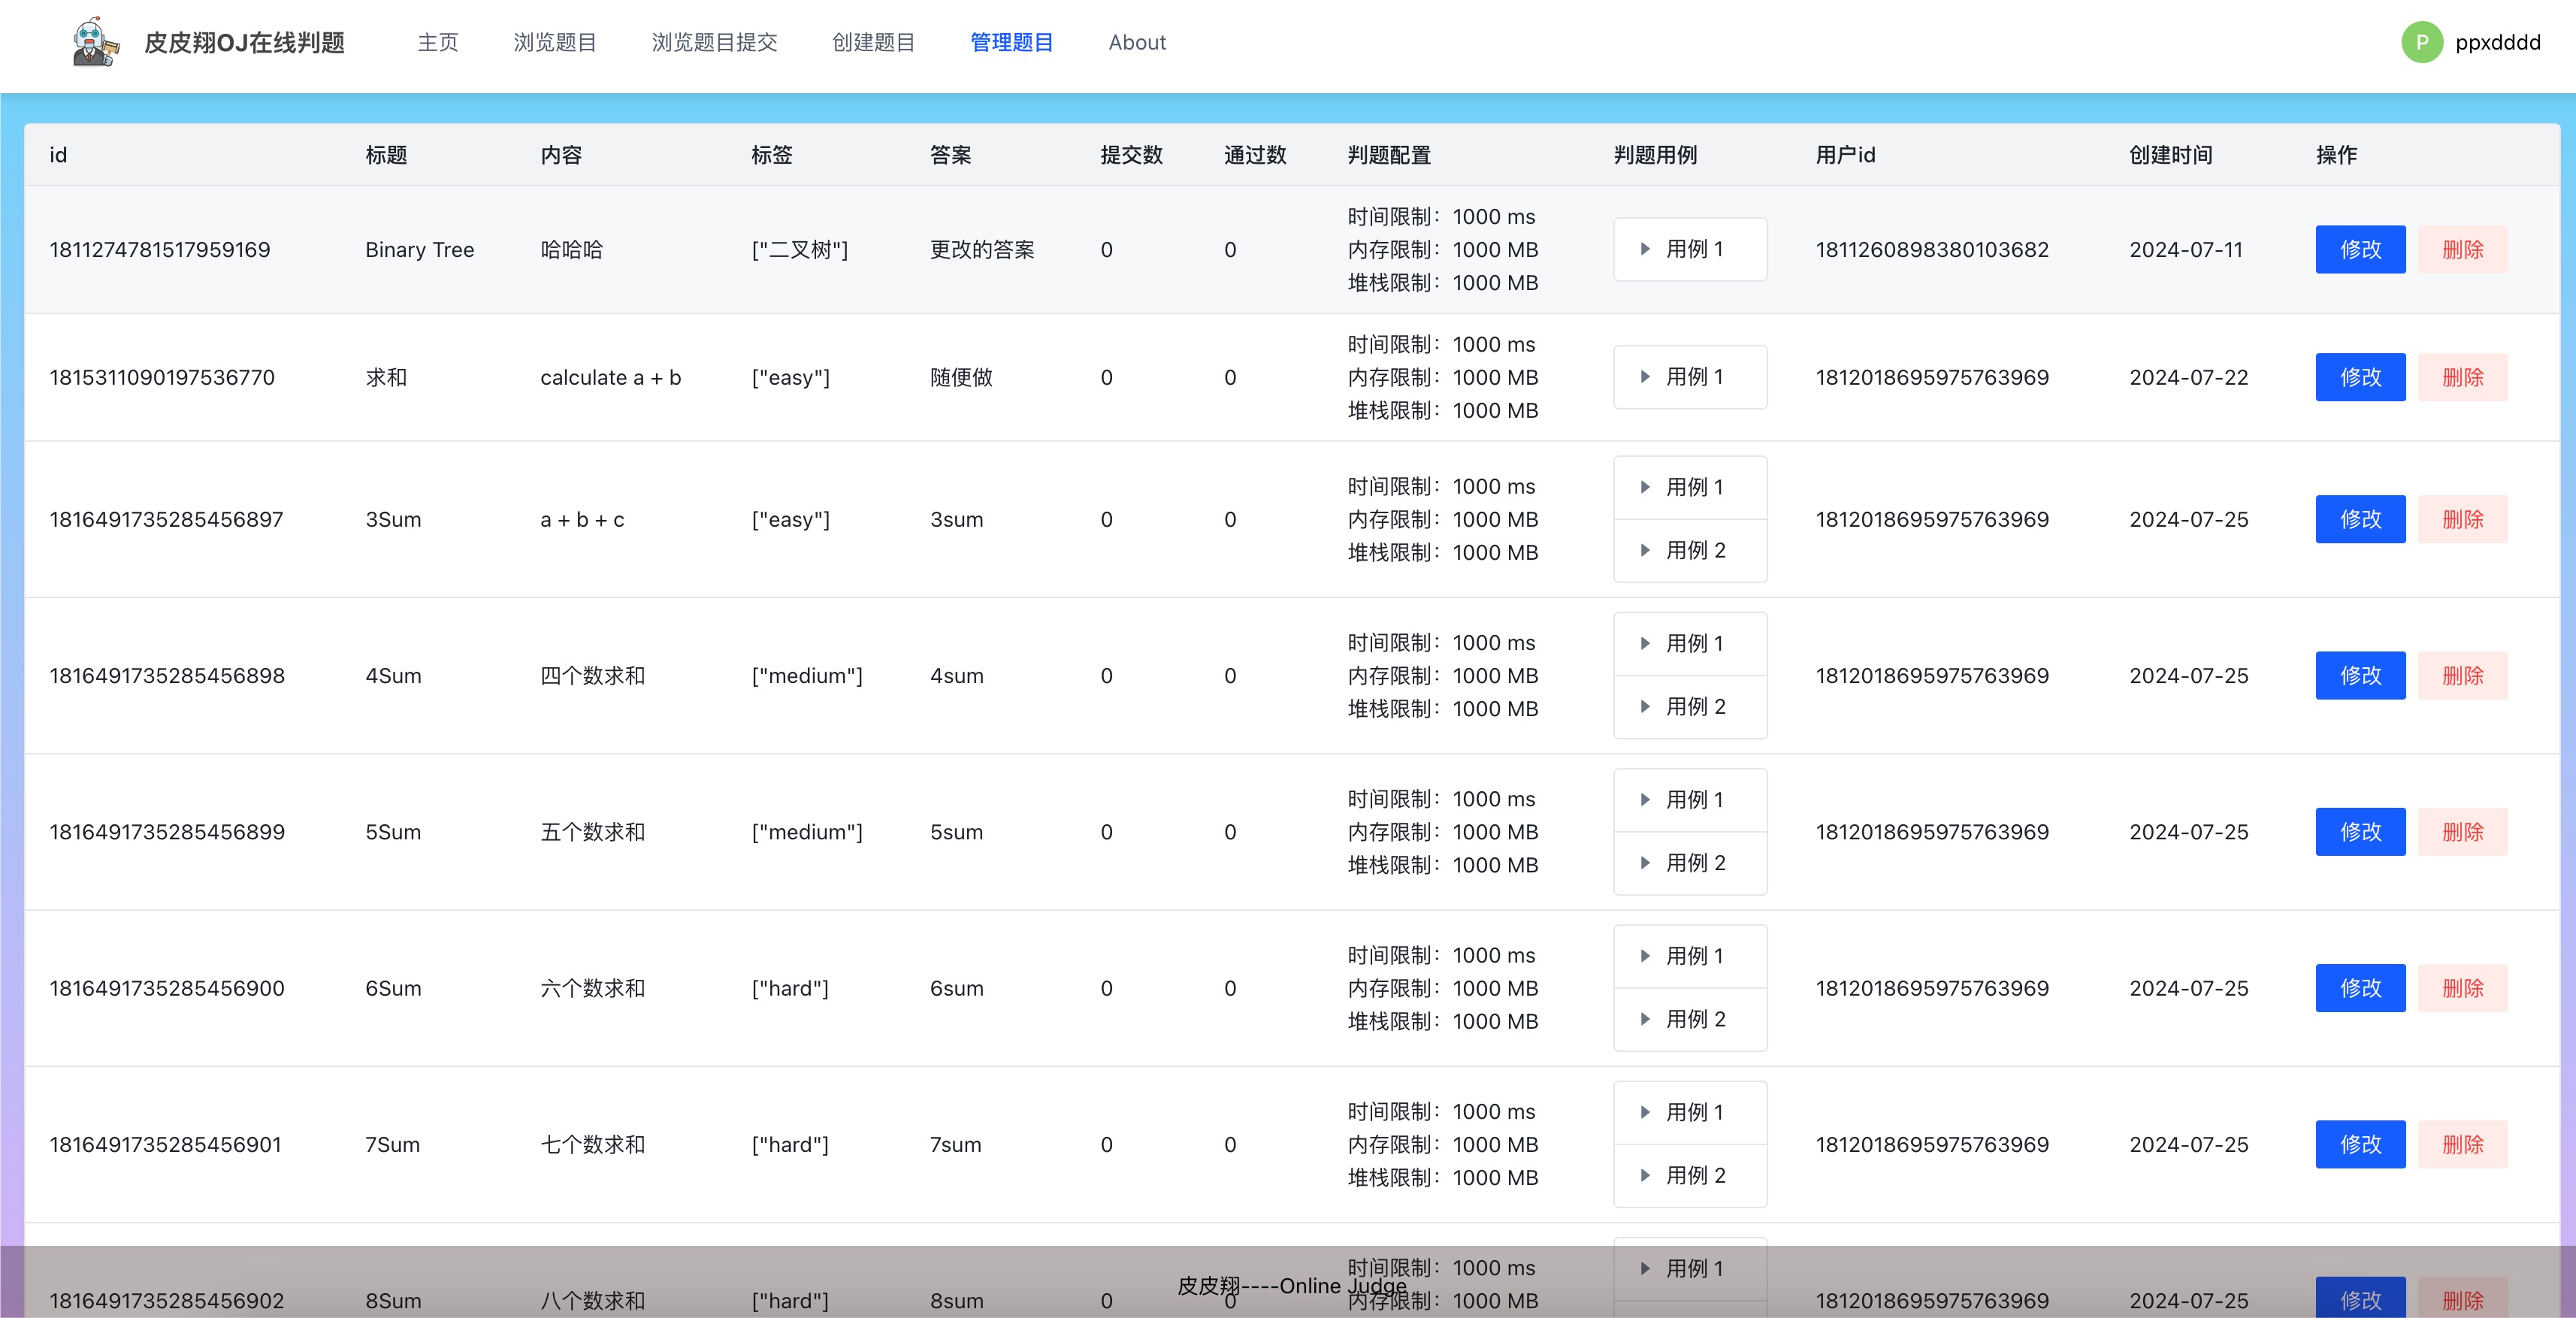 皮皮翔OJ在线判题 主页 浏览题目 浏览题目提交 创建题目 管理题目 About P ppxdddd
id 标题 内容 标签 答案 提交数 通过数 判题配置 判题用例 用户id 创建时间 操作
1811274781517959169 Binary Tree 哈哈哈 ["二叉树"] 更改的答案 0 0 时间限制：1000 ms
内存限制：1000 MB
堆栈限制：1000 MB
用例 1 1811260898380103682 2024-07-11 修改 删除
1815311090197536770 求和 calculate a + b ["easy"] 随便做 0 0 时间限制：1000 ms
内存限制：1000 MB
堆栈限制：1000 MB
用例 1 1812018695975763969 2024-07-22 修改 删除
1816491735285456897 3Sum a + b + c ["easy"] 3sum 0 0 时间限制：1000 ms
内存限制：1000 MB
堆栈限制：1000 MB
用例 1
用例 2
1812018695975763969 2024-07-25 修改 删除
1816491735285456898 4Sum 四个数求和 ["medium"] 4sum 0 0 时间限制：1000 ms
内存限制：1000 MB
堆栈限制：1000 MB
用例 1
用例 2
1812018695975763969 2024-07-25 修改 删除
1816491735285456899 5Sum 五个数求和 ["medium"] 5sum 0 0 时间限制：1000 ms
内存限制：1000 MB
堆栈限制：1000 MB
用例 1
用例 2
1812018695975763969 2024-07-25 修改 删除
1816491735285456900 6Sum 六个数求和 ["hard"] 6sum 0 0 时间限制：1000 ms
内存限制：1000 MB
堆栈限制：1000 MB
用例 1
用例 2
1812018695975763969 2024-07-25 修改 删除
1816491735285456901 7Sum 七个数求和 ["hard"] 7sum 0 0 时间限制：1000 ms
内存限制：1000 MB
堆栈限制：1000 MB
用例 1
用例 2
1812018695975763969 2024-07-25 修改 删除
1816491735285456902 8Sum 八个数求和 ["hard"] 8sum 0 0 时间限制：1000 ms
内存限制：1000 MB
用例 1
1812018695975763969 2024-07-25 修改 删除
皮皮翔----Online Judge